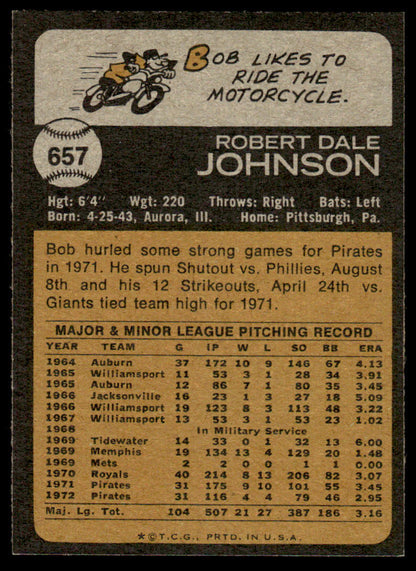 BOB LIKES TO
RIDE THE
MOTORCYCLE.
657
ROBERT DALE
JOHNSON
Hgt: 6'4" Wgt: 220 Throws: Right Bats: Left
Born: 4-25-43, Aurora, Ill. Home: Pittsburgh, Pa.
Bob hurled some strong games for Pirates
in 1971. He spun Shutout vs. Phillies, August
8th and his 12 Strikeouts, April 24th vs.
Giants tied team high for 1971.
MAJOR & MINOR LEAGUE PITCHING RECORD
YEAR TEAM G IP W L SO BB ERA
1964 Auburn 37 172 10 9 146 67 4.13
1965 Williamsport 11 53 3 1 28 34 3.91
1965 Auburn 12 86 7 1 80 35 3.45
1966 Jacksonville 16 23 1 3 27 18 5.09
1966 Williamsport 19 123 8 3 113 48 3.22
1967 Williamsport 13 53 3 1 53 23 1.02
1968 In Military Service
1969 Tidewater 14 33 0 1 32 13 6.00
1969 Memphis 19 134 13 4 129 20 1.48
1969 Mets 2 2 0 0 1 1 0.00
1970 Royals 40 214 8 13 206 82 3.07
1971 Pirates 31 175 9 10 101 55 3.45
1972 Pirates 31 116 4 4 79 46 2.95
Maj. Lg. Tot. 104 507 21 27 387 186 3.16
*©T.C.G., PRTD. IN U.S.A.